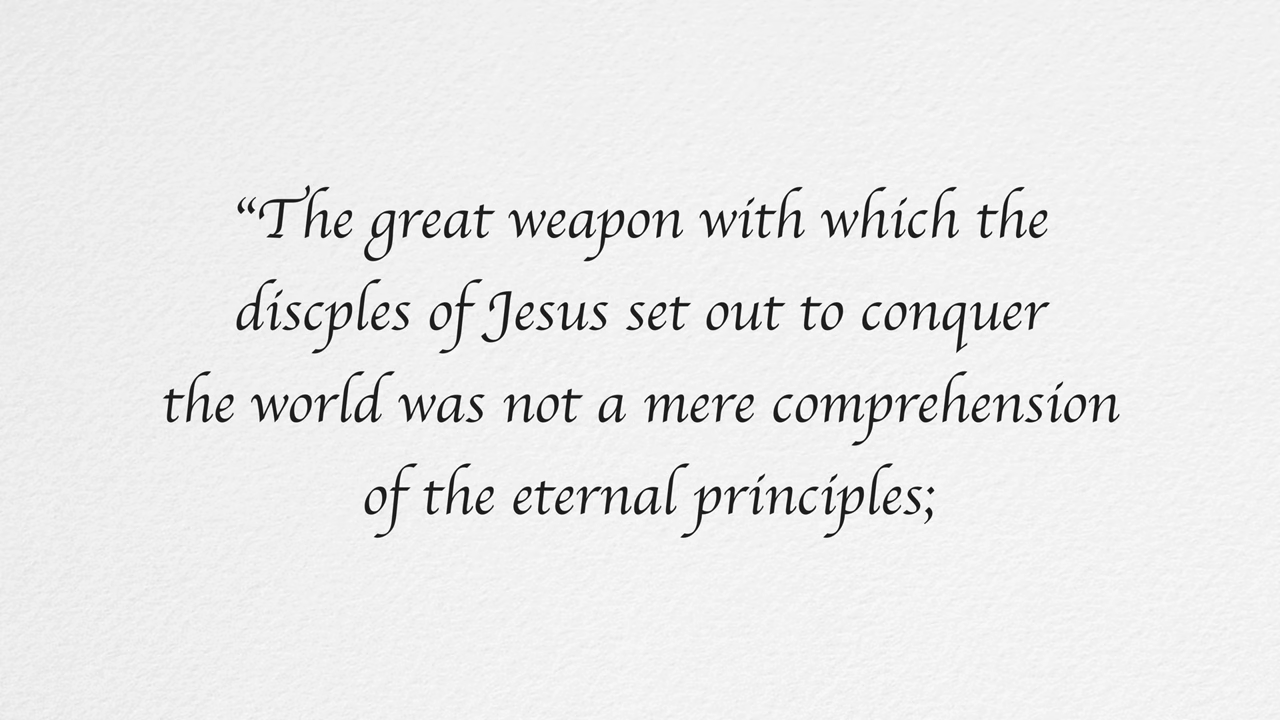 “The great weapon with which the
discples of Jesus set out to conquer
the world was not a mere comprehension
of the eternal principles;